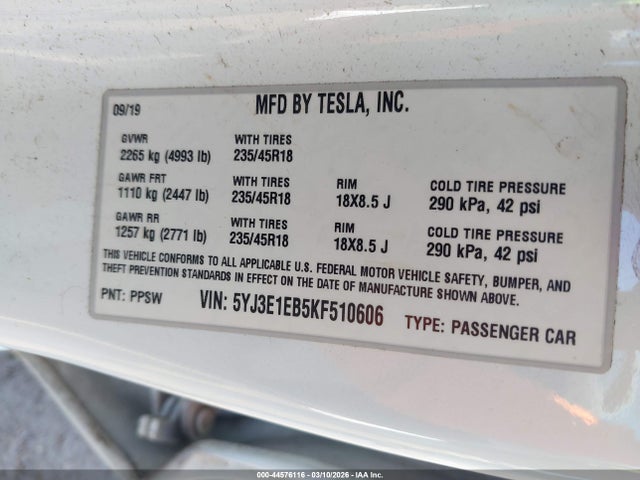 09/19 MFD BY TESLA, INC.
GVWR WITH TIRES
2265 kg (4993 lb) 235/45R18
GAWR FRT WITH TIRES RIM COLD TIRE PRESSURE
1110 kg (2447 lb) 235/45R18 18X8.5 J 290 kPa, 42 psi
GAWR RR WITH TIRES RIM COLD TIRE PRESSURE
1257 kg (2771 lb) 235/45R18 18X8.5 J 290 kPa, 42 psi
THIS VEHICLE CONFORMS TO ALL APPLICABLE U.S. FEDERAL MOTOR VEHICLE SAFETY, BUMPER, AND
THEFT PREVENTION STANDARDS IN EFFECT ON THE DATE OF MANUFACTURE SHOWN ABOVE.
PNT: PPSW VIN: 5YJ3E1EB5KF510606 TYPE: PASSENGER CAR
000-44576116 - 03/10/2026 - IAA Inc.